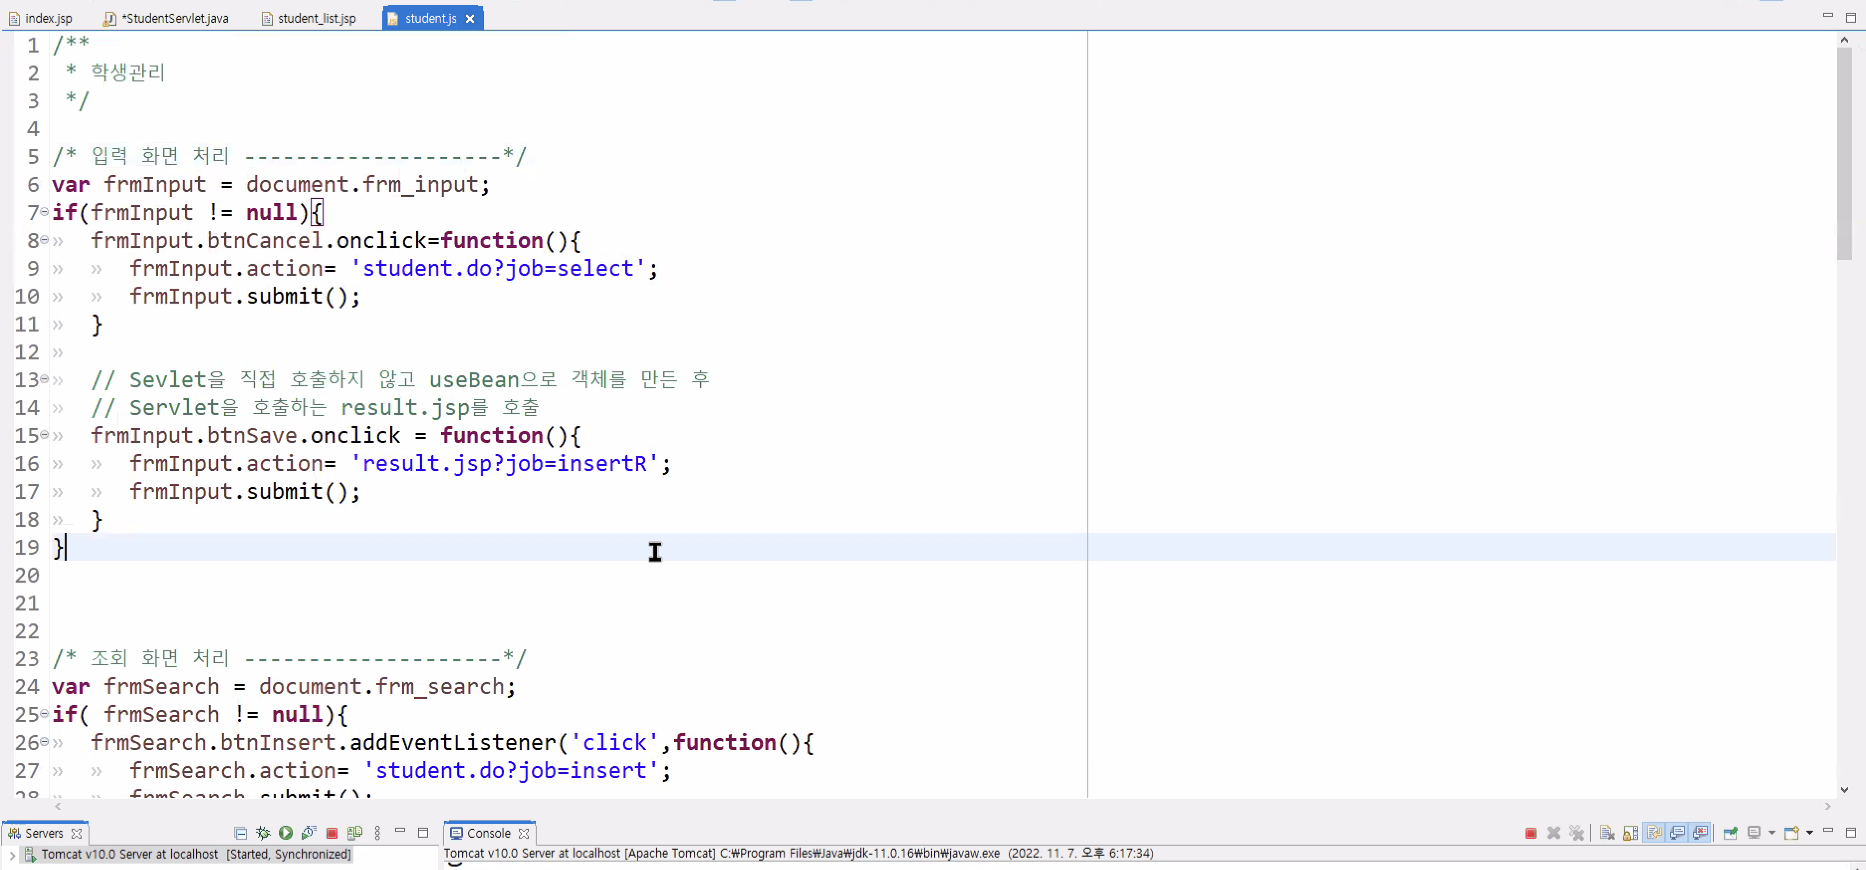 index.jsp *StudentServlet.java student_list.jsp student.js
1 /**
2 * 학생관리
3 */
4
5 /* 입력 화면 처리 --------------------*/
6 var frmInput = document.frm_input;
7 if(frmInput != null){
8 frmInput.btnCancel.onclick=function(){
9 frmInput.action= 'student.do?job=select';
10 frmInput.submit();
11 }
12
13 // Sevlet을 직접 호출하지 않고 useBean으로 객체를 만든 후
14 // Servlet을 호출하는 result.jsp를 호출
15 frmInput.btnSave.onclick = function(){
16 frmInput.action= 'result.jsp?job=insertR';
17 frmInput.submit();
18 }
19 }
20
21
22
23 /* 조회 화면 처리 --------------------*/
24 var frmSearch = document.frm_search;
25 if( frmSearch != null){
26 frmSearch.btnInsert.addEventListener('click',function(){
27 frmSearch.action= 'student.do?job=insert';
28 frmSearch.submit();
Servers Console
Tomcat v10.0 Server at localhost [Started, Synchronized]
Tomcat v10.0 Server at localhost [Apache Tomcat] C:₩Program Files₩Java₩jdk-11.0.16₩bin₩javaw.exe (2022. 11. 7. 오후 6:17:34)